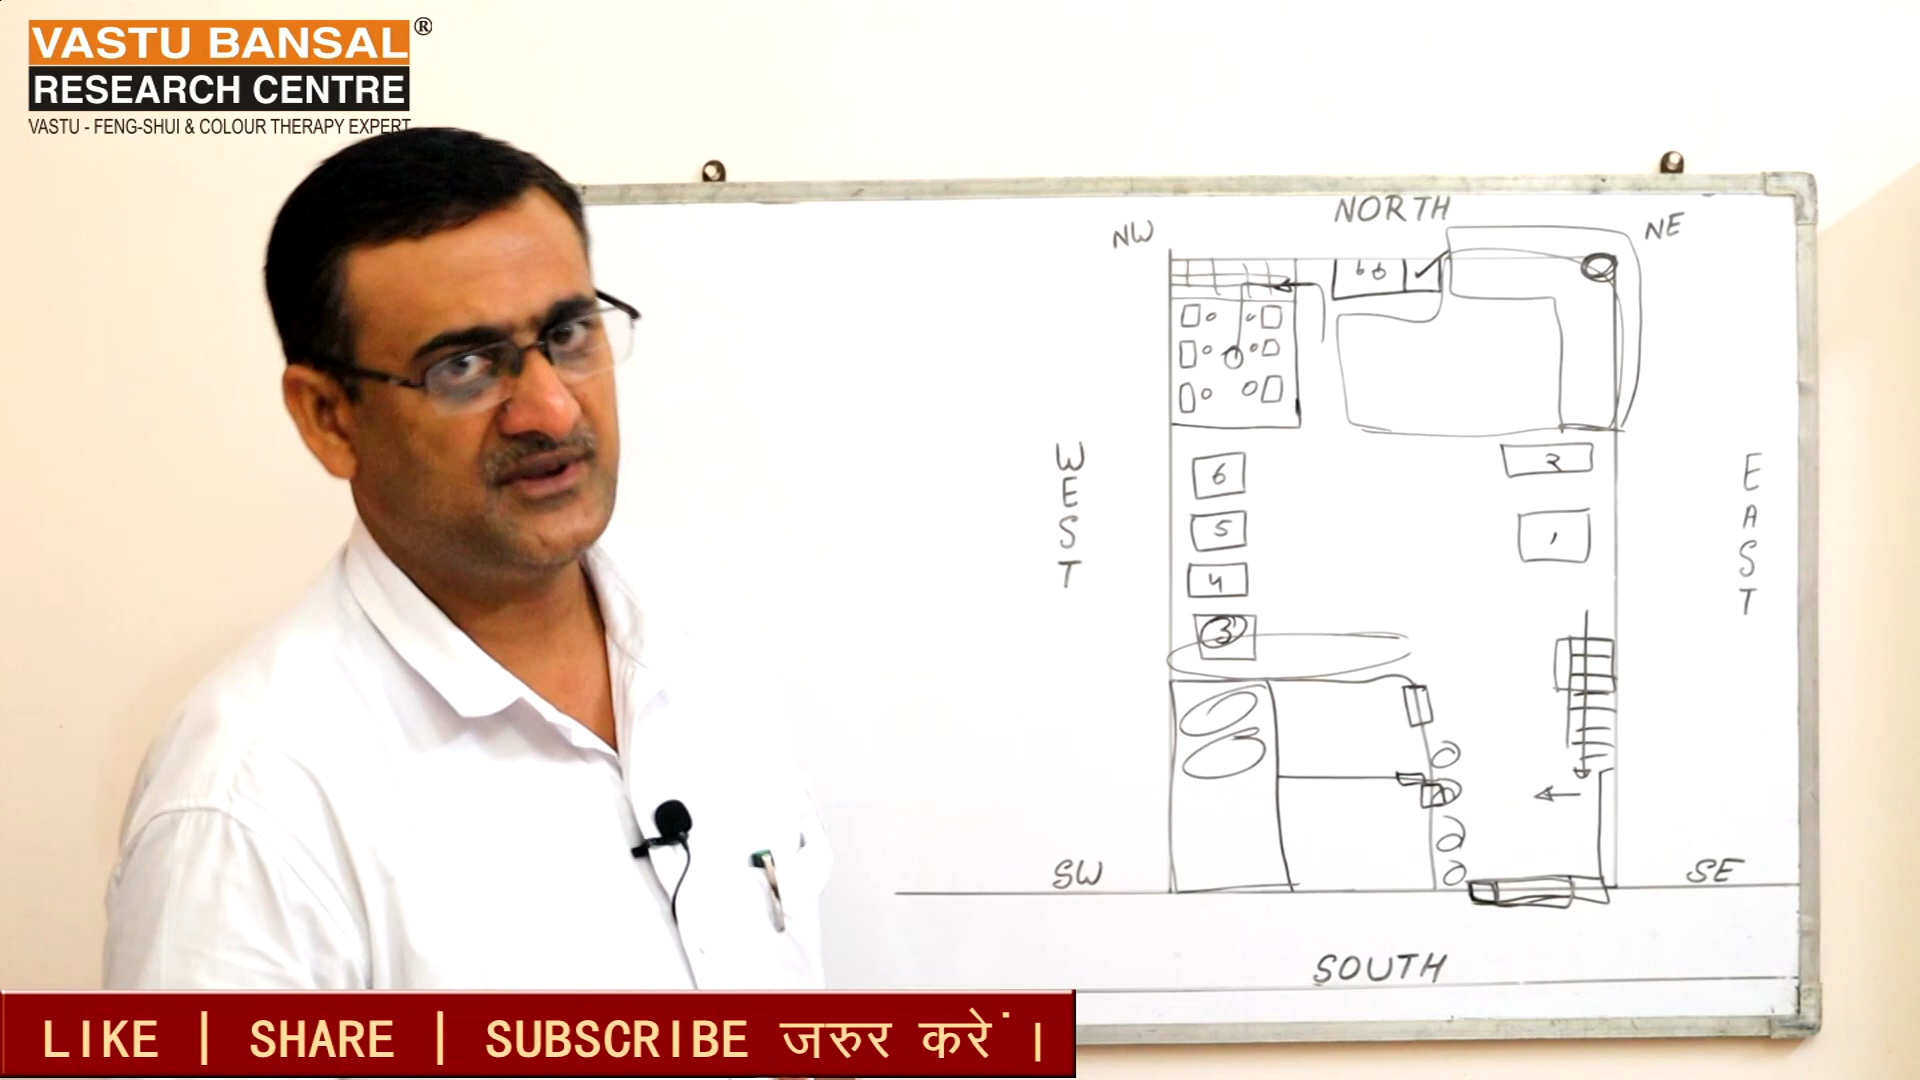 VASTU BANSAL®
RESEARCH CENTRE
VASTU - FENG-SHUI & COLOUR THERAPY EXPERT
NORTH
NW
NE
6
5
4
3
2
1
WEST
EAST
SW
SE
SOUTH
LIKE | SHARE | SUBSCRIBE जरुर करें ।